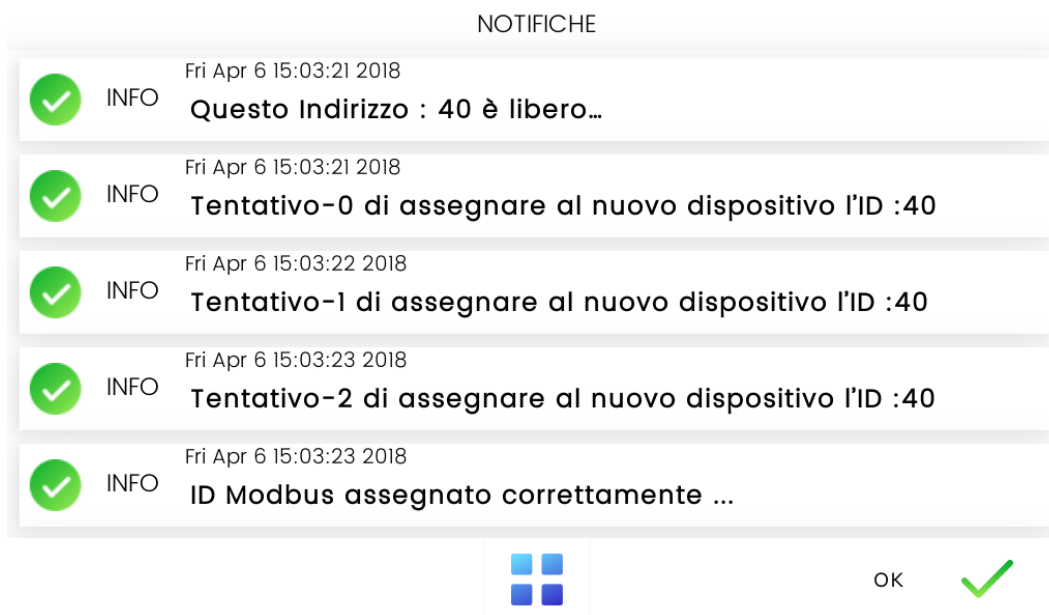 NOTIFICHE
Fri Apr 6 15:03:21 2018
INFO
Questo Indirizzo : 40 è libero...
Fri Apr 6 15:03:21 2018
INFO
Tentativo-0 di assegnare al nuovo dispositivo l'ID :40
Fri Apr 6 15:03:22 2018
INFO
Tentativo-1 di assegnare al nuovo dispositivo l'ID :40
Fri Apr 6 15:03:23 2018
INFO
Tentativo-2 di assegnare al nuovo dispositivo l'ID :40
Fri Apr 6 15:03:23 2018
INFO
ID Modbus assegnato correttamente ...
OK